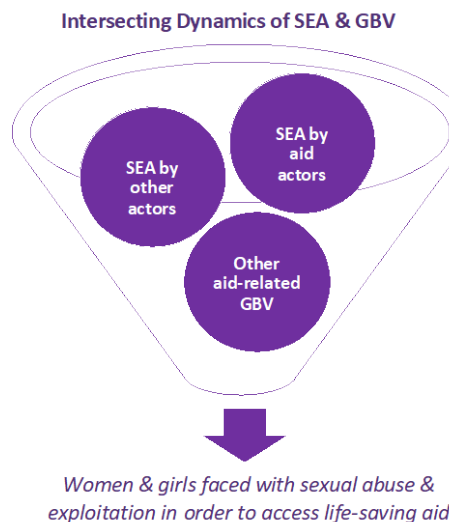 Intersecting Dynamics of SEA & GBV
SEA by
other
actors
SEA by
aid
actors
Other
aid-related
GBV
Women & girls faced with sexual abuse &
exploitation in order to access life-saving aid